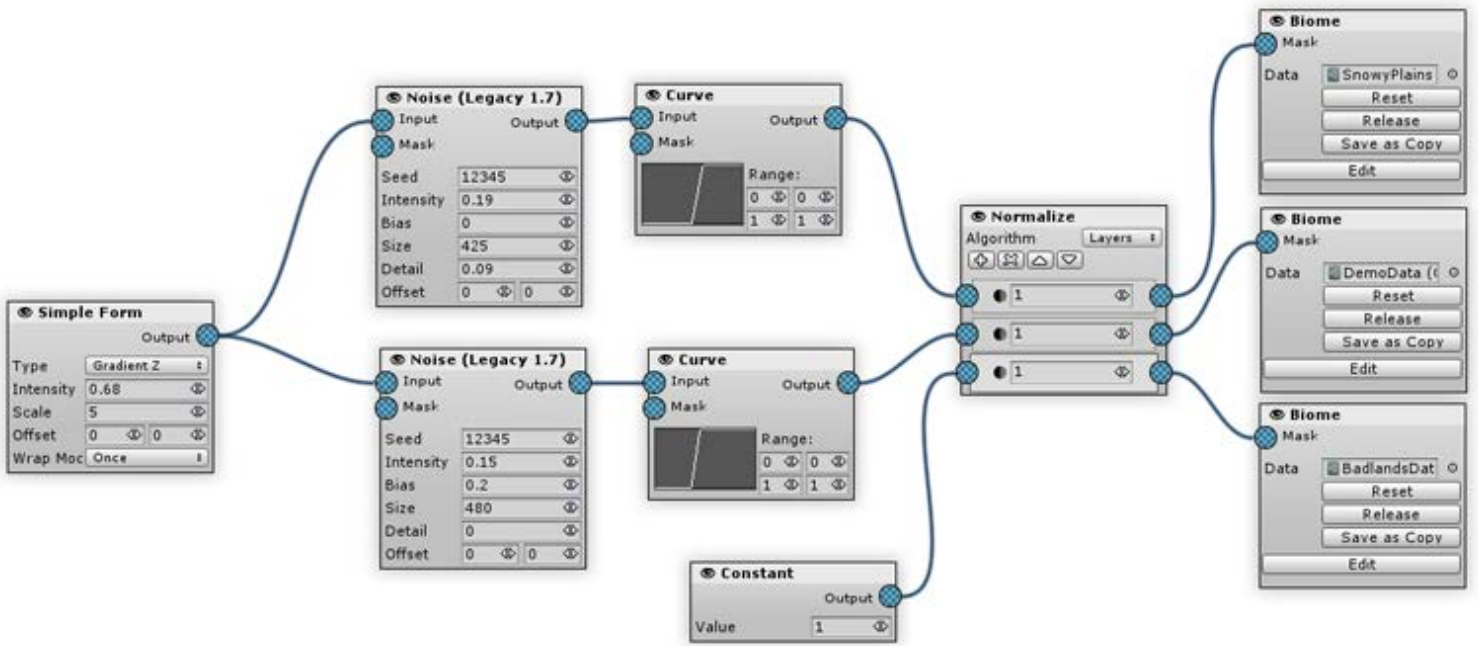 Simple Form
Output
Type Gradient Z
Intensity 0.68
Scale 5
Offset 0 0
Wrap Moc Once
Noise (Legacy 1.7)
Input Output
Mask
Seed 12345
Intensity 0.19
Bias 0
Size 425
Detail 0.09
Offset 0 0
Noise (Legacy 1.7)
Input Output
Mask
Seed 12345
Intensity 0.15
Bias 0.2
Size 480
Detail 0
Offset 0 0
Curve
Input Output
Mask
Range:
0 0
1 1
Curve
Input Output
Mask
Range:
0 0
1 1
Constant
Output
Value 1
Normalize
Algorithm Layers
1
1
1
Biome
Mask
Data SnowyPlains
Reset
Release
Save as Copy
Edit
Biome
Mask
Data DemoData (
Reset
Release
Save as Copy
Edit
Biome
Mask
Data BadlandsDat
Reset
Release
Save as Copy
Edit